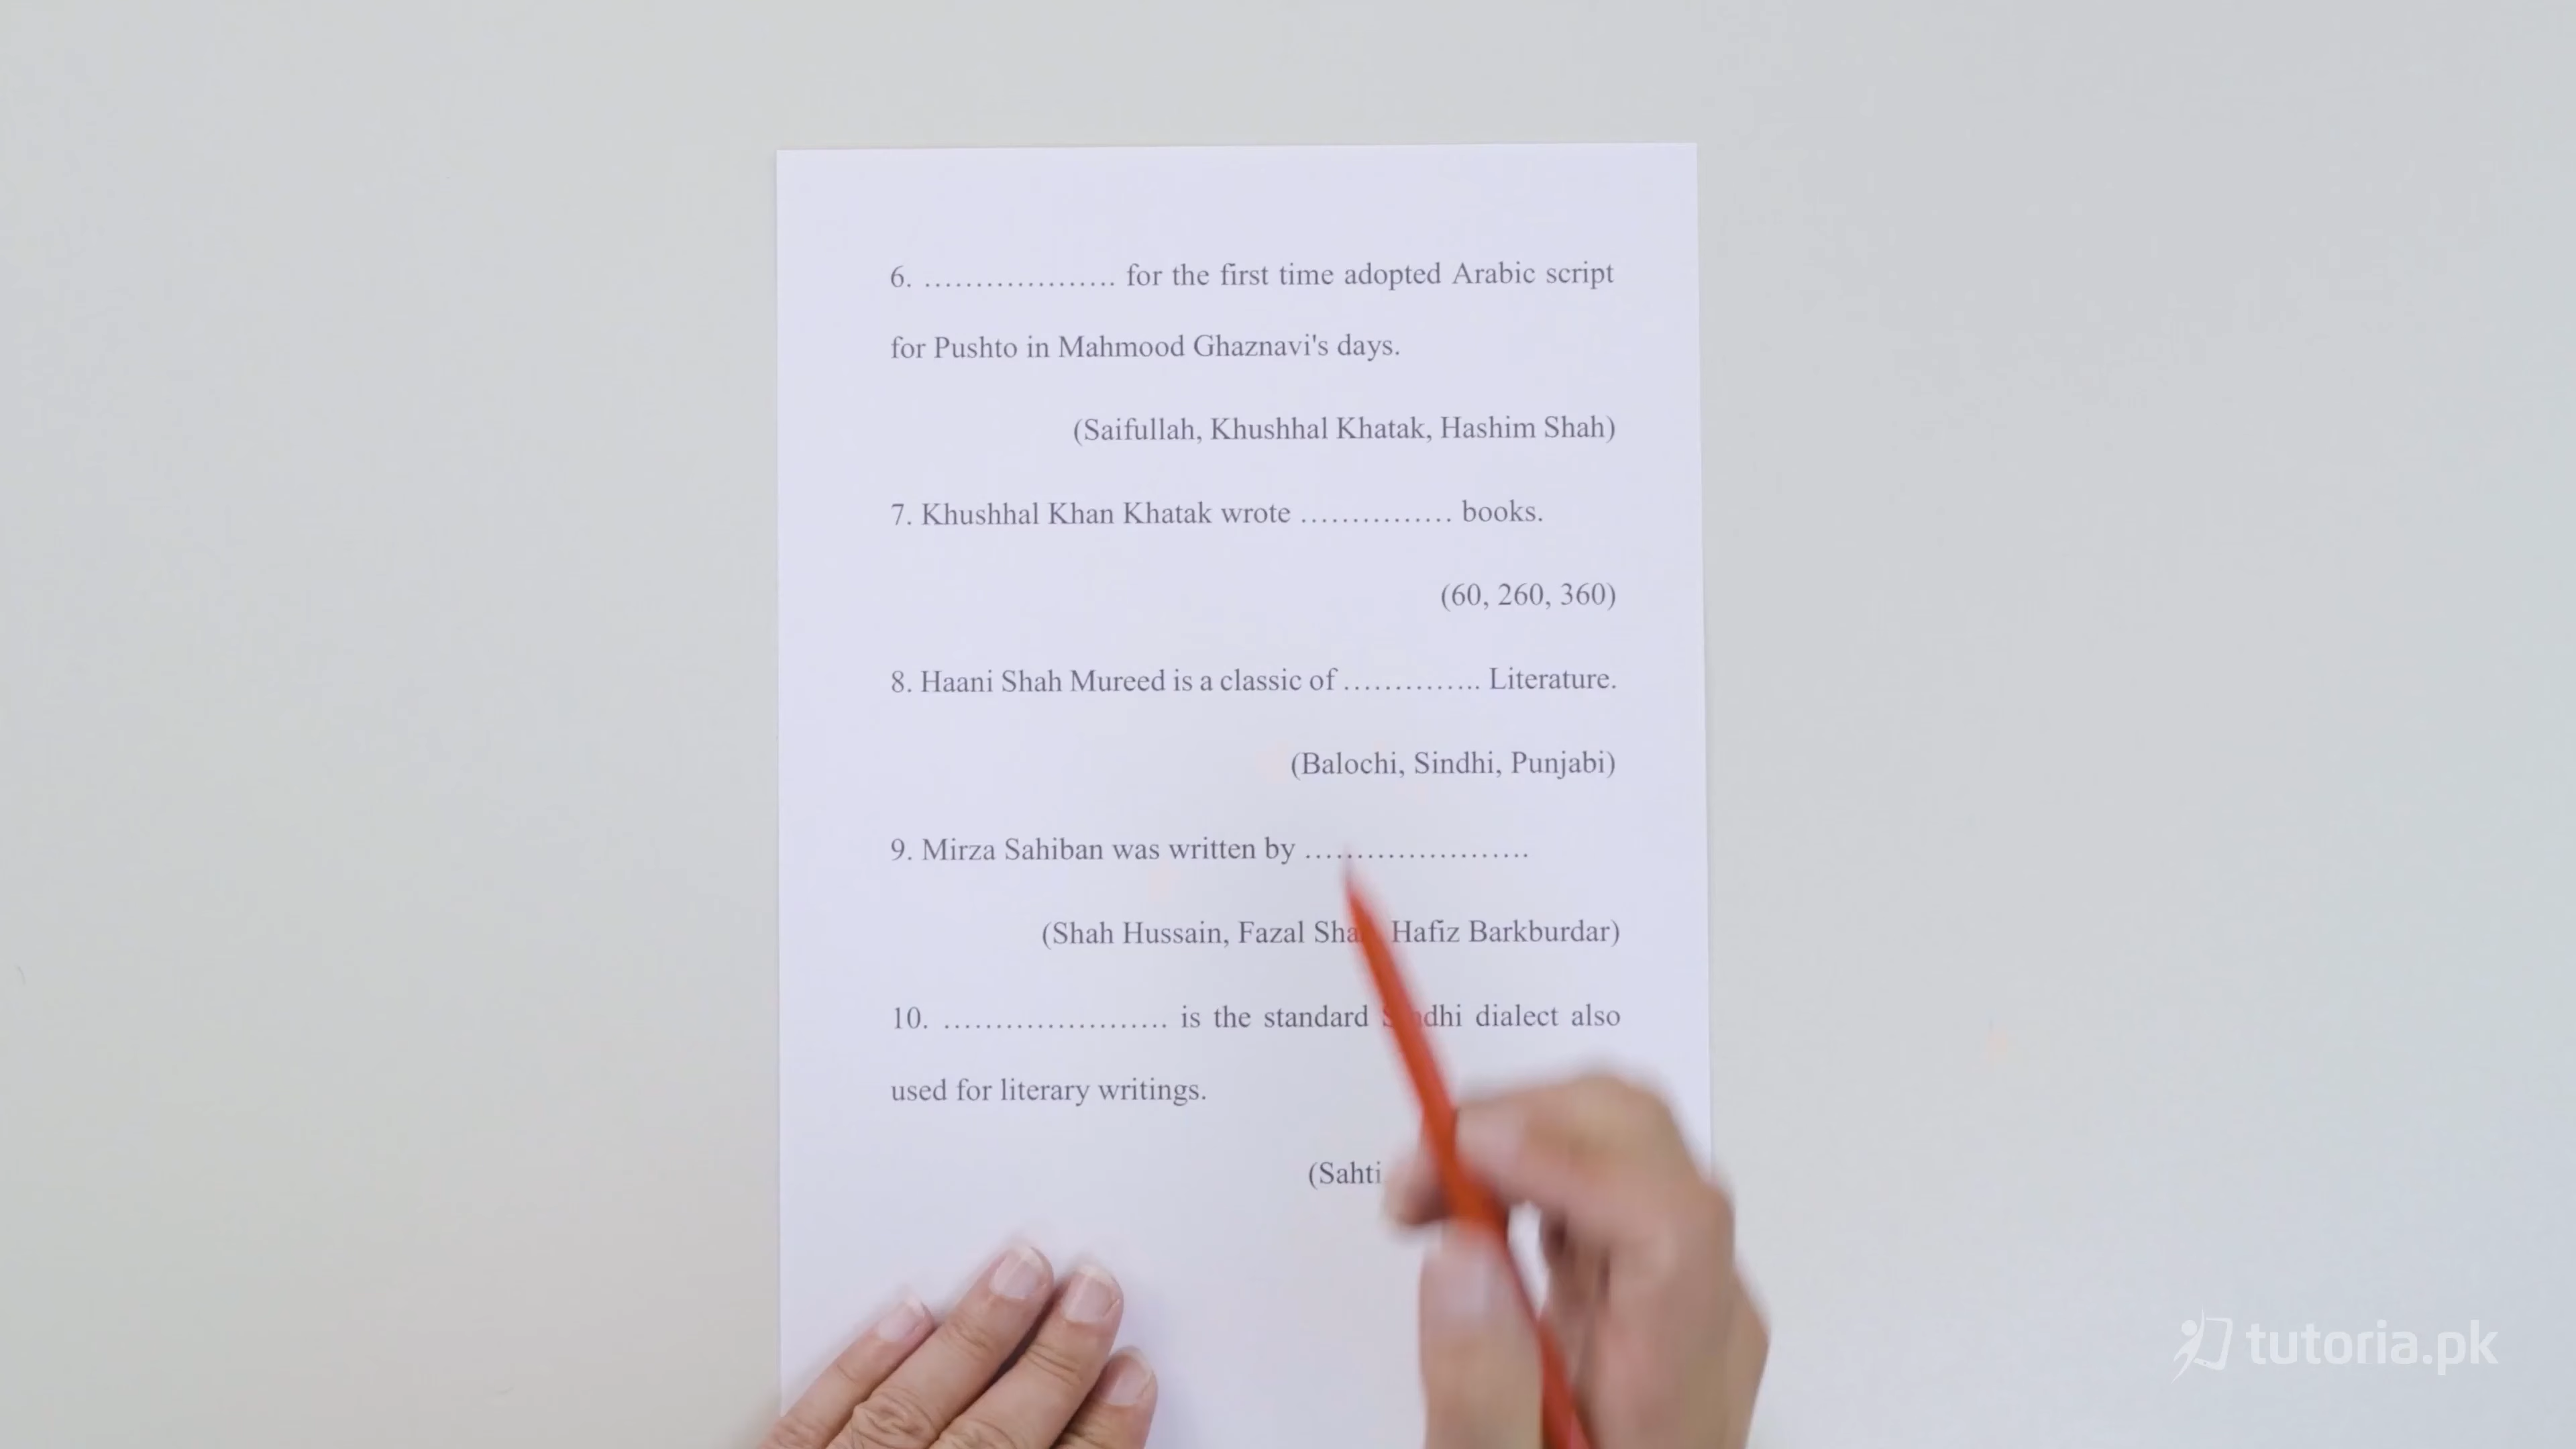 6. ................... for the first time adopted Arabic script
for Pushto in Mahmood Ghaznavi's days.
(Saifullah, Khushhal Khatak, Hashim Shah)
7. Khushhal Khan Khatak wrote ............... books.
(60, 260, 360)
8. Haani Shah Mureed is a classic of .............. Literature.
(Balochi, Sindhi, Punjabi)
9. Mirza Sahiban was written by ......................
(Shah Hussain, Fazal Shah, Hafiz Barkburdar)
10. ...................... is the standard Sindhi dialect also
used for literary writings.
(Sahti
tutoria.pk